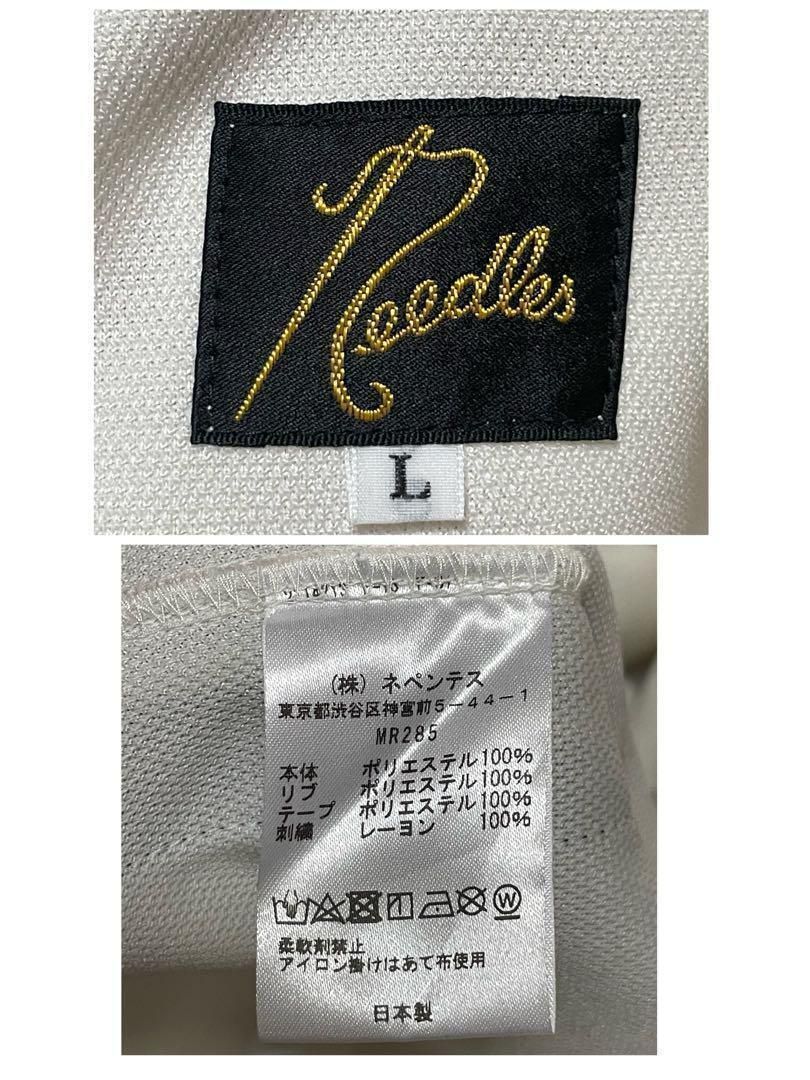 Needles
L
(株) ネペンテス
東京都渋谷区神宮前5-44-1
MR285
本体 ポリエステル100%
リブ ポリエステル100%
テープ ポリエステル100%
刺繍 レーヨン 100%
W
柔軟剤禁止
アイロン掛けはあて布使用
日本製